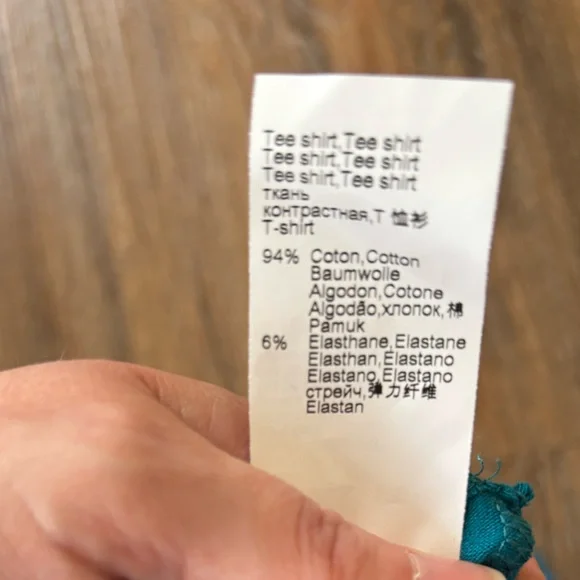 Tee shirt,Tee shirt
Tee shirt,Tee shirt
Tee shirt,Tee shirt
ткань
контрастная,T 恤衫
T-shirt
94% Coton,Cotton
Baumwolle
Algodon,Cotone
Algodão,хлопок,棉
Pamuk
6% Elasthane,Elastane
Elasthan,Elastano
Elastano,Elastano
стрейч,弹力纤维
Elastan